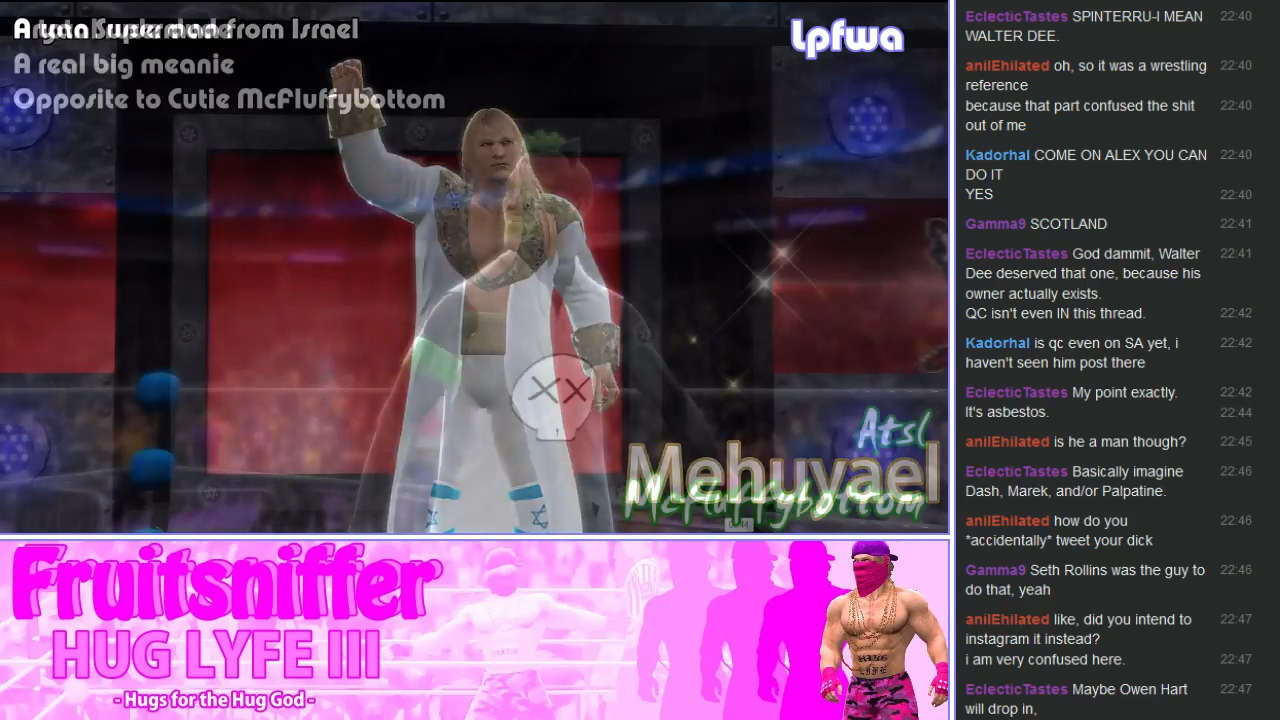 from Israel
A real big meanie
Opposite to Cutie McFluffybottom
Lpfwa
Atsl
Mehuyael
McFluffybottom
Fruitsniffer
HUG LYFE III
- Hugs for the Hug God -
HUG
LIFE
EclecticTastes SPINTERRU-I MEAN 22:40
WALTER DEE.
anilEhilated oh, so it was a wrestling 22:40
reference
because that part confused the shit 22:40
out of me
Kadorhal COME ON ALEX YOU CAN 22:40
DO IT
YES 22:40
Gamma9 SCOTLAND 22:41
EclecticTastes God dammit, Walter 22:41
Dee deserved that one, because his
owner actually exists.
QC isn't even IN this thread. 22:42
Kadorhal is qc even on SA yet, i 22:42
haven't seen him post there
EclecticTastes My point exactly. 22:42
It's asbestos. 22:44
anilEhilated is he a man though? 22:45
EclecticTastes Basically imagine 22:46
Dash, Marek, and/or Palpatine.
anilEhilated how do you 22:46
*accidentally* tweet your dick
Gamma9 Seth Rollins was the guy to 22:46
do that, yeah
anilEhilated like, did you intend to 22:47
instagram it instead?
i am very confused here. 22:47
EclecticTastes Maybe Owen Hart 22:47
will drop in,